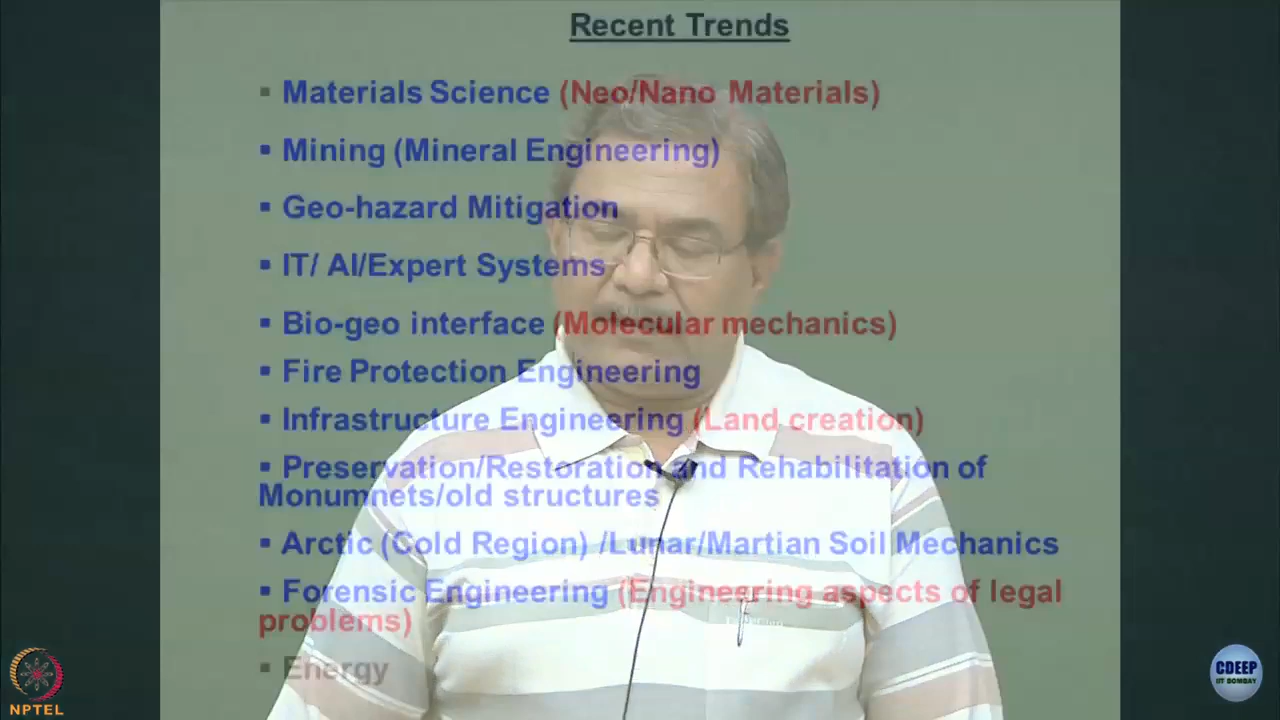 Recent Trends
▪ Materials Science (Neo/Nano Materials)
▪ Mining (Mineral Engineering)
▪ Geo-hazard Mitigation
▪ IT/ AI/Expert Systems
▪ Bio-geo interface (Molecular mechanics)
▪ Fire Protection Engineering
▪ Infrastructure Engineering (Land creation)
▪ Preservation/Restoration and Rehabilitation of
Monumnets/old structures
▪ Arctic (Cold Region) /Lunar/Martian Soil Mechanics
▪ Forensic Engineering (Engineering aspects of legal
problems)
▪ Energy
NPTEL
CDEEP
IIT BOMBAY